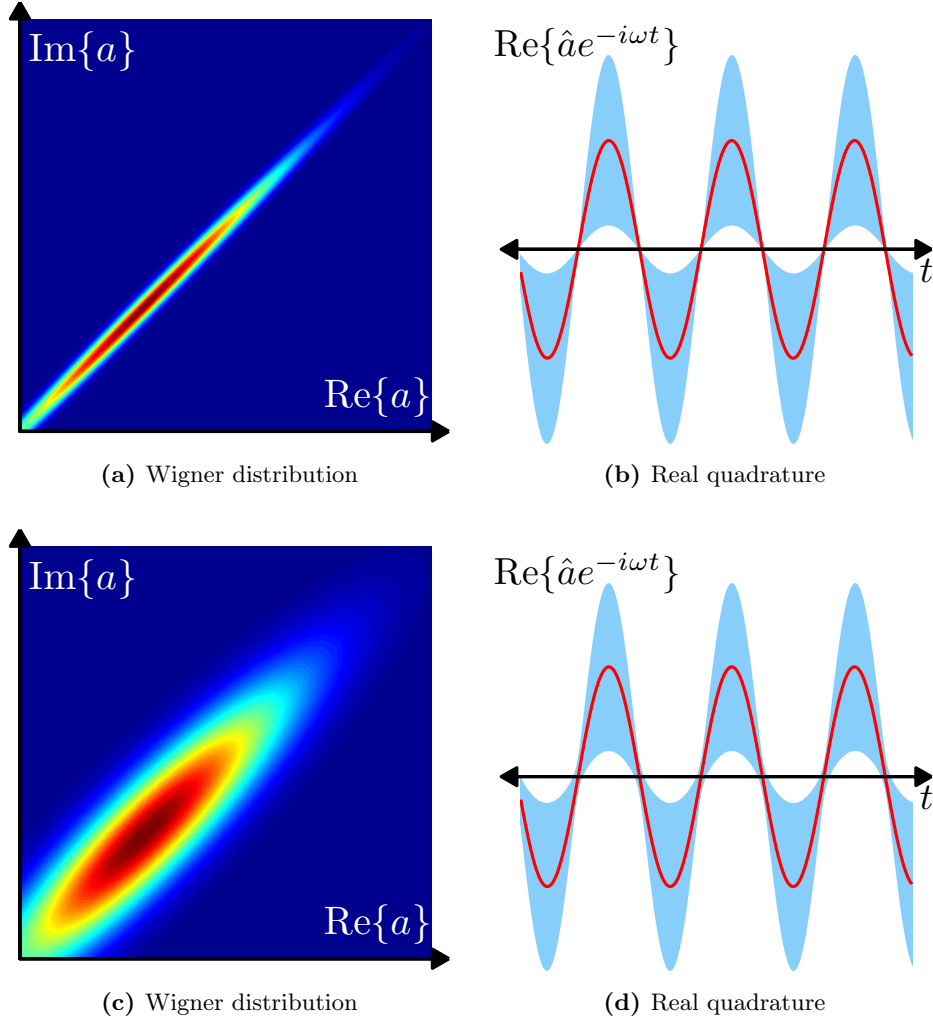 Im{a}
Re{âe^{-iωt}}
t
Re{a}
(a) Wigner distribution
(b) Real quadrature
Im{a}
Re{âe^{-iωt}}
t
Re{a}
(c) Wigner distribution
(d) Real quadrature